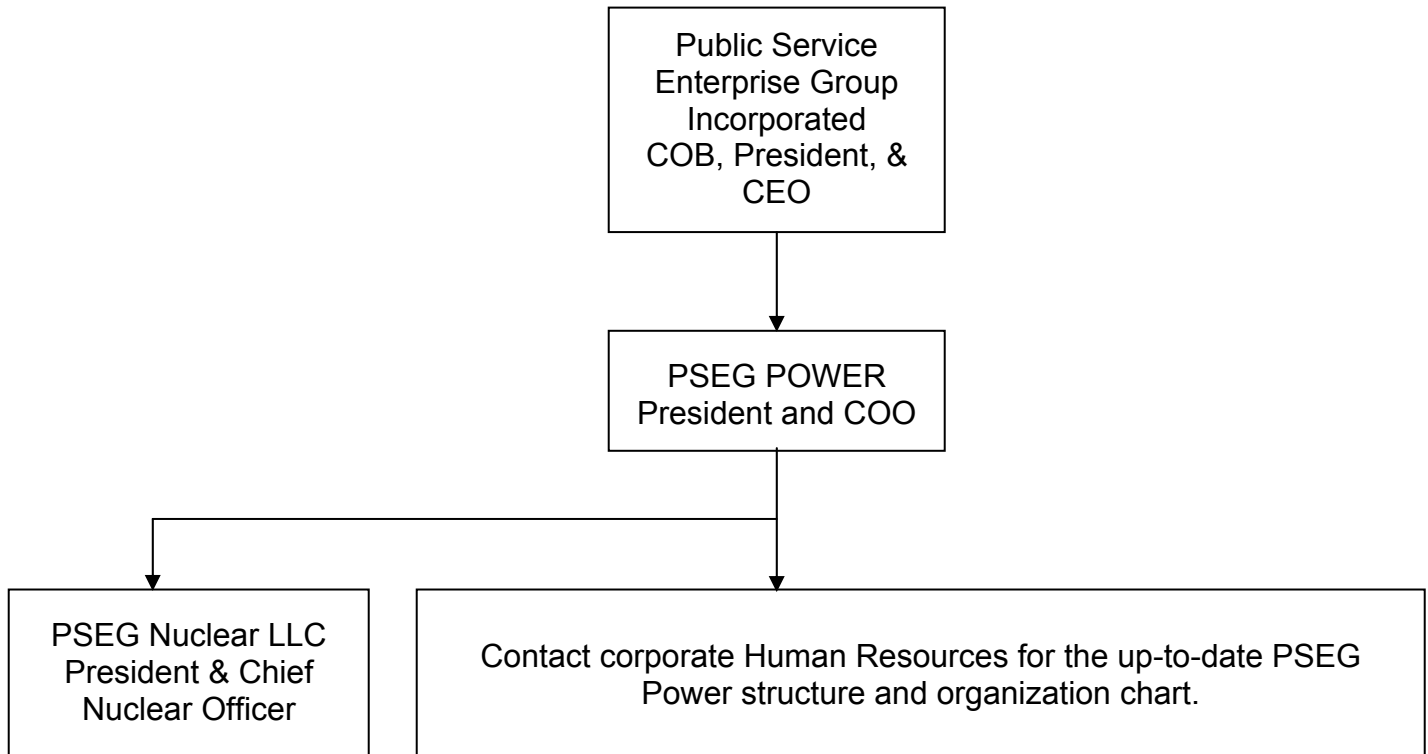 Public Service
Enterprise Group
Incorporated
COB, President, &
CEO
PSEG POWER
President and COO
PSEG Nuclear LLC
President & Chief
Nuclear Officer
Contact corporate Human Resources for the up-to-date PSEG
Power structure and organization chart.